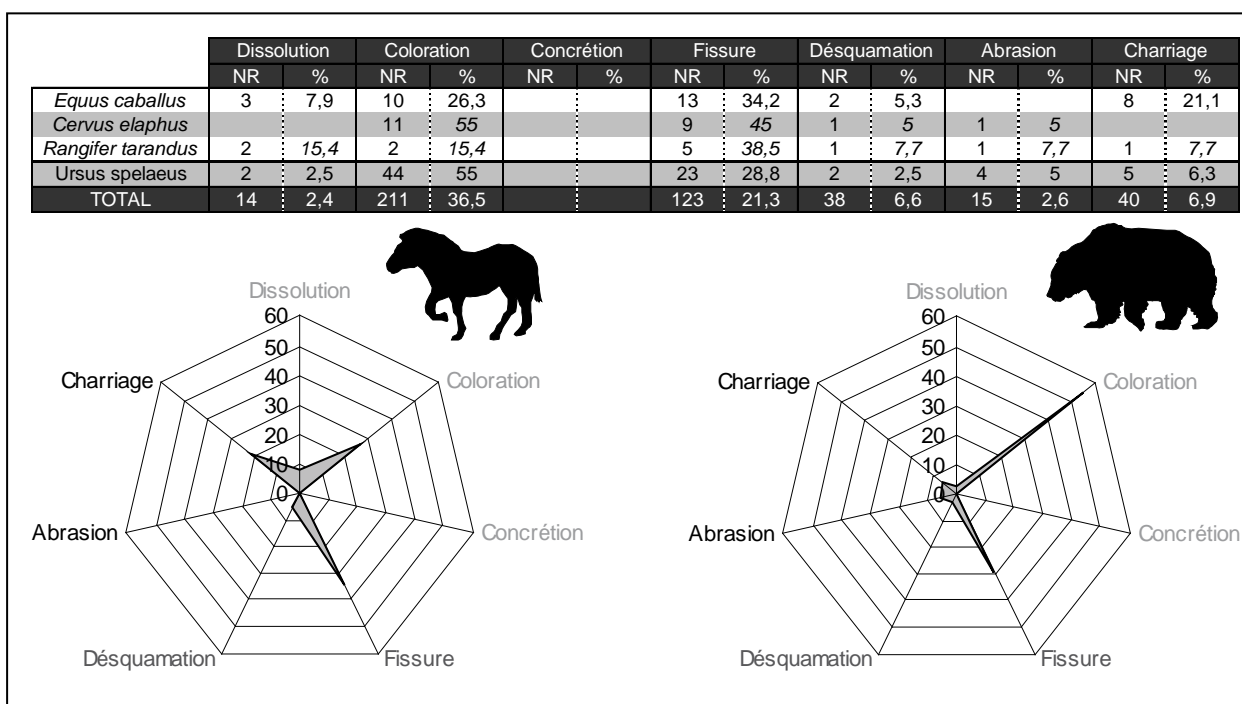 Dissolution Coloration Concrétion Fissure Désquamation Abrasion Charriage
NR % NR % NR % NR % NR % NR % NR %
Equus caballus 3 7,9 10 26,3 13 34,2 2 5,3 8 21,1
Cervus elaphus 11 55 9 45 1 5 1 5
Rangifer tarandus 2 15,4 2 15,4 5 38,5 1 7,7 1 7,7 1 7,7
Ursus spelaeus 2 2,5 44 55 23 28,8 2 2,5 4 5 5 6,3
TOTAL 14 2,4 211 36,5 123 21,3 38 6,6 15 2,6 40 6,9
Dissolution
60
50
40
30
20
10
0
Coloration
Concrétion
Fissure
Désquamation
Abrasion
Charriage
Dissolution
60
50
40
30
20
10
0
Coloration
Concrétion
Fissure
Désquamation
Abrasion
Charriage